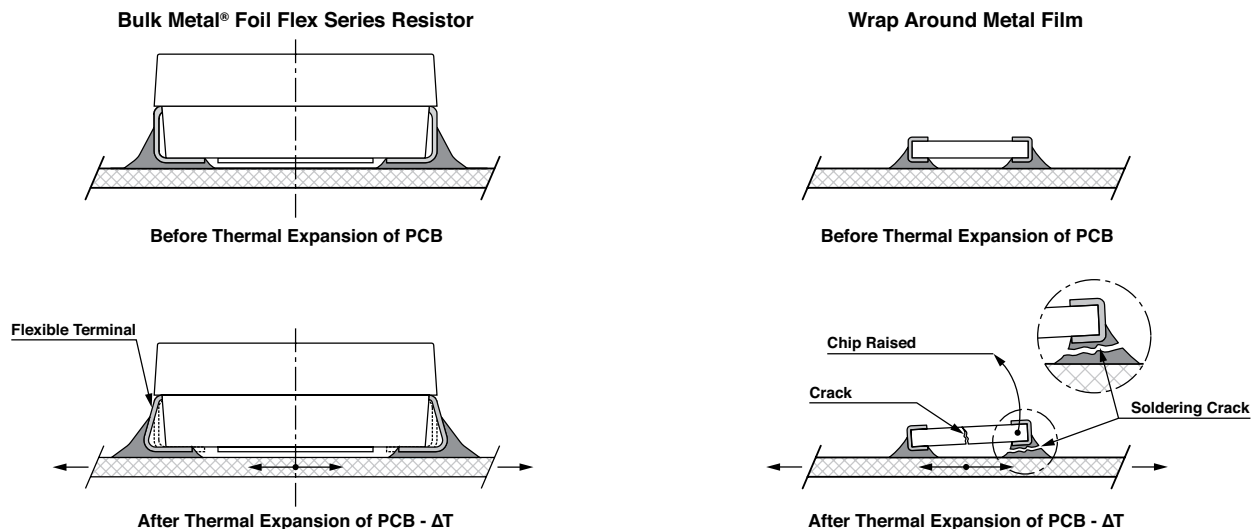 Bulk Metal® Foil Flex Series Resistor
Wrap Around Metal Film
Before Thermal Expansion of PCB
Before Thermal Expansion of PCB
Flexible Terminal
Chip Raised
Crack
Soldering Crack
After Thermal Expansion of PCB - ΔT
After Thermal Expansion of PCB - ΔT